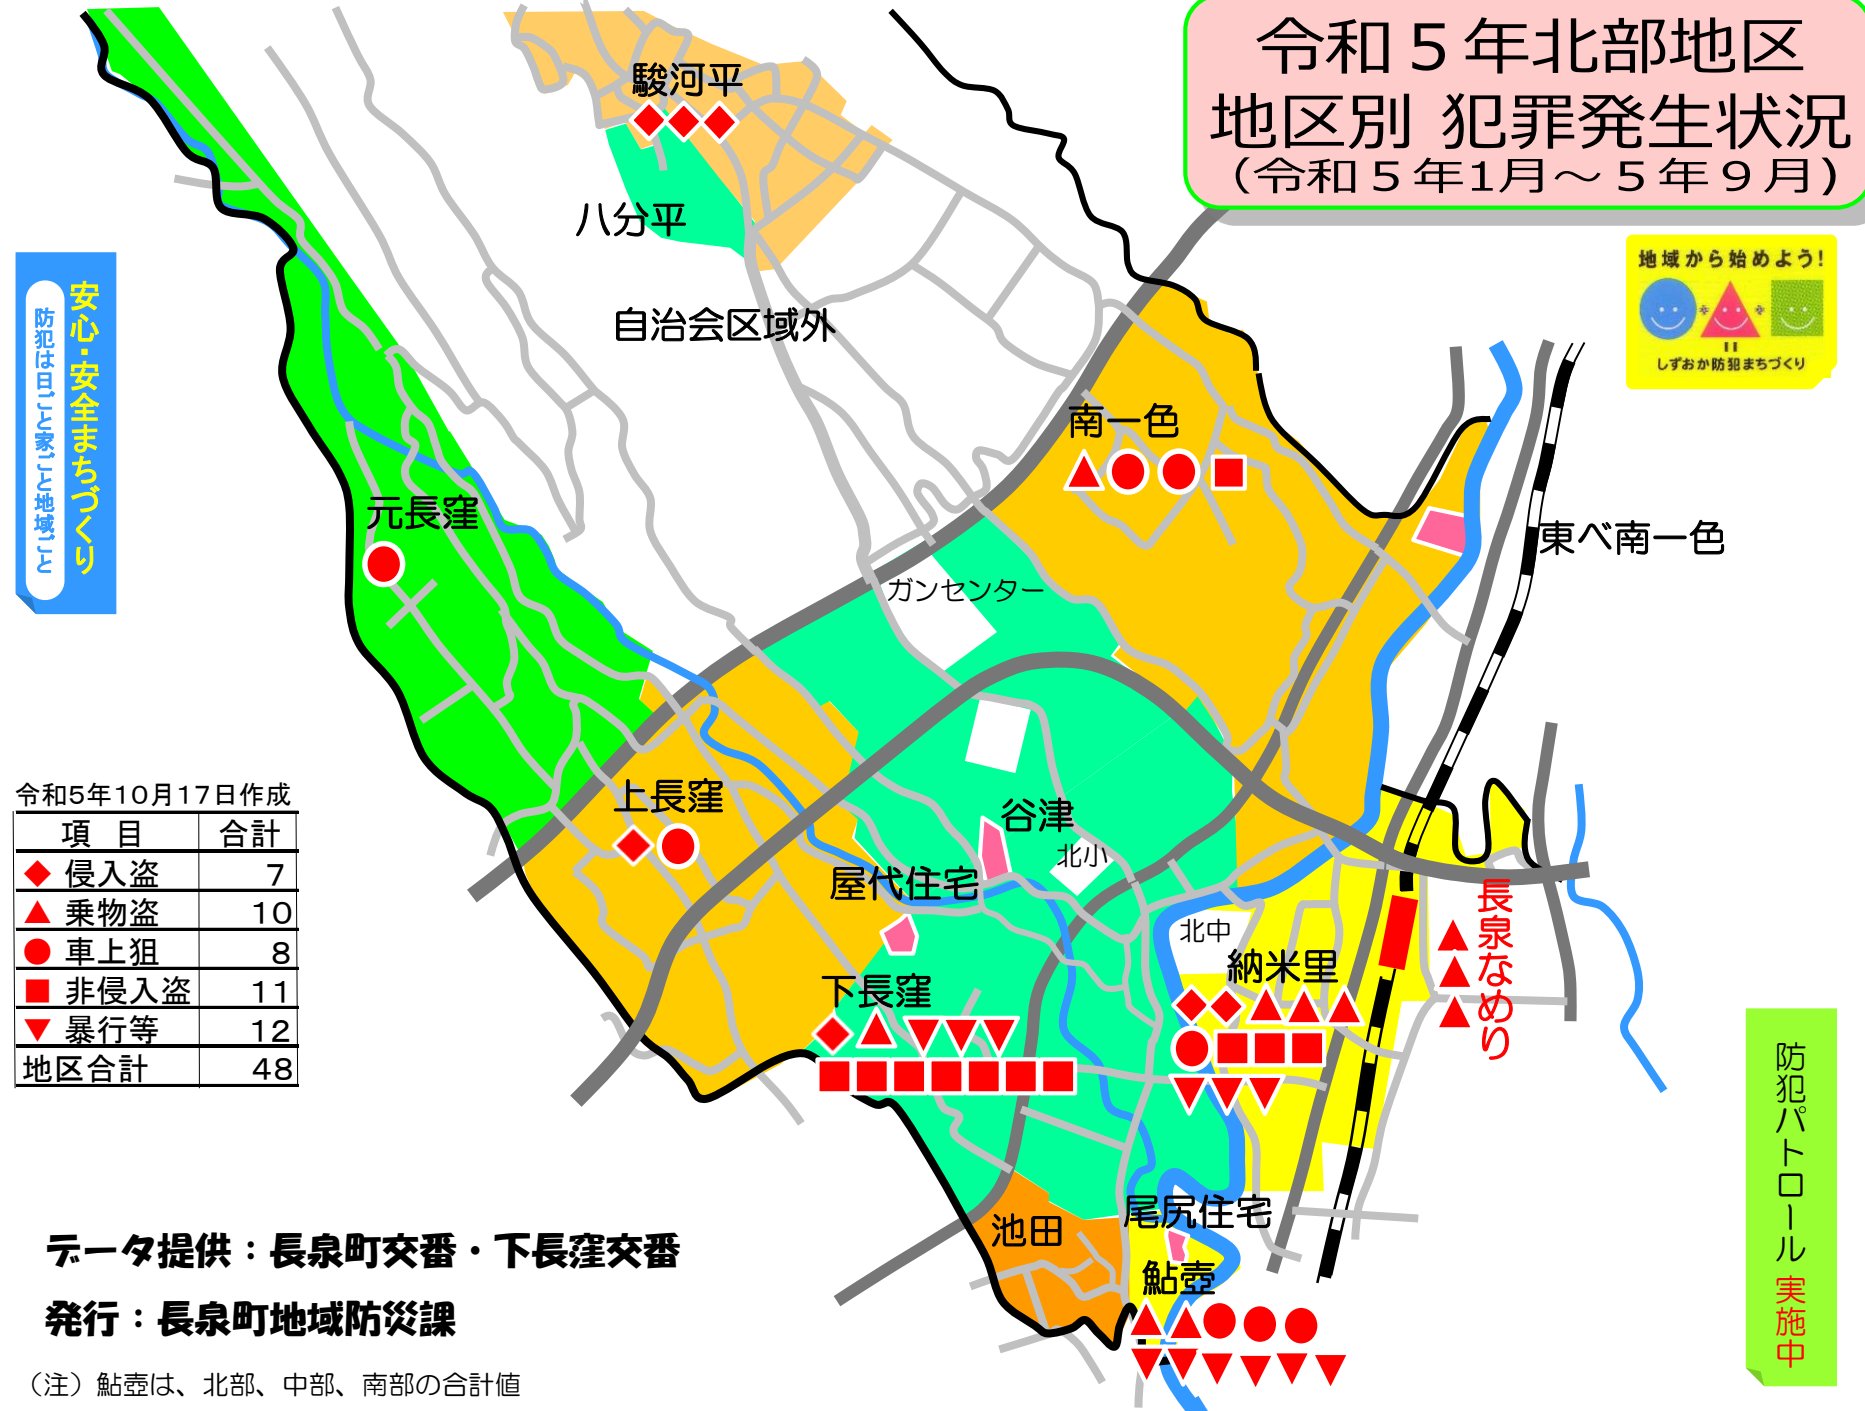 令和５年北部地区
地区別 犯罪発生状況
（令和５年1月～５年９月）
地域から始めよう!
しずおか防犯まちづくり
安心・安全まちづくり
防犯は日ごと家ごと地域ごと
駿河平
八分平
自治会区域外
南一色
東ベ南一色
元長窪
ガンセンター
上長窪
谷津
北小
屋代住宅
北中
納米里
長泉なめり
下長窪
尾尻住宅
池田
鮎壺
令和5年10月17日作成
項 目 合計
侵入盗 7
乗物盗 10
車上狙 8
非侵入盗 11
暴行等 12
地区合計 48
防犯パトロール 実施中
データ提供：長泉町交番・下長窪交番
発行：長泉町地域防災課
（注）鮎壺は、北部、中部、南部の合計値